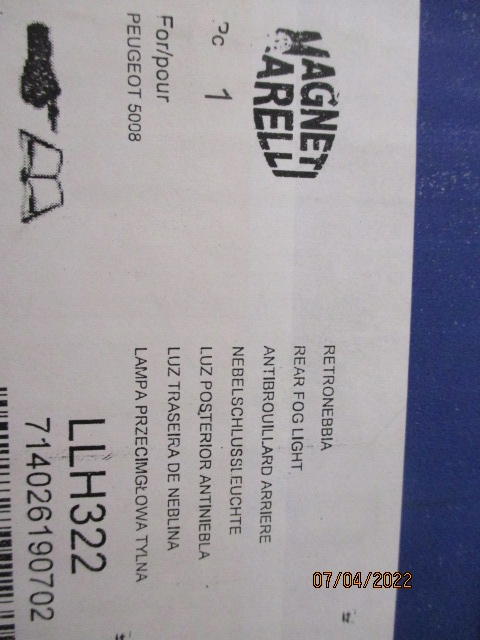 MAGNETI
MARELLI
Pc 1
For/pour
PEUGEOT 5008
RETRONEBBIA
REAR FOG LIGHT
ANTIBROUILLARD ARRIERE
NEBELSCHLUSSLEUCHTE
LUZ POSTERIOR ANTINIEBLA
LUZ TRASEIRA DE NEBLINA
LAMPA PRZECIMGŁOWA TYLNA
LLH322
714026190702
07/04/2022